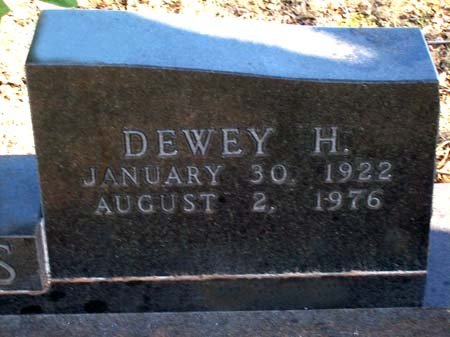 DEWEY H.
JANUARY 30, 1922
AUGUST 2, 1976